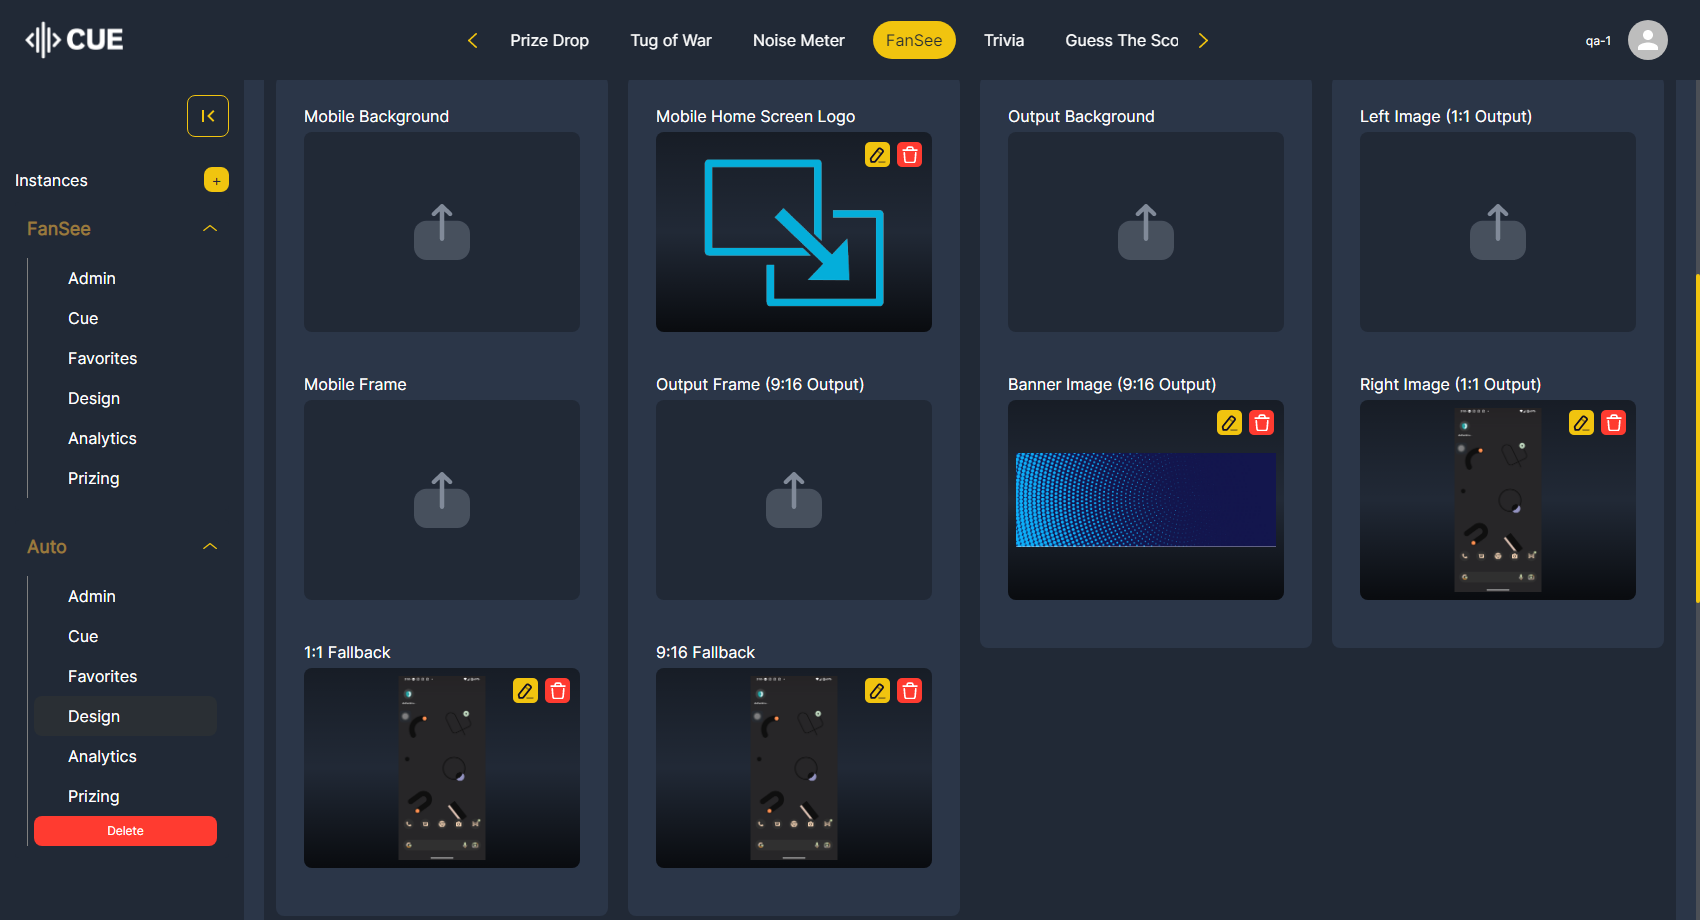 CUE
Prize Drop
Tug of War
Noise Meter
FanSee
Trivia
Guess The Sco
qa-1
Instances
+
FanSee
Admin
Cue
Favorites
Design
Analytics
Prizing
Auto
Admin
Cue
Favorites
Design
Analytics
Prizing
Delete
Mobile Background
Mobile Home Screen Logo
Output Background
Left Image (1:1 Output)
Mobile Frame
Output Frame (9:16 Output)
Banner Image (9:16 Output)
Right Image (1:1 Output)
1:1 Fallback
9:16 Fallback